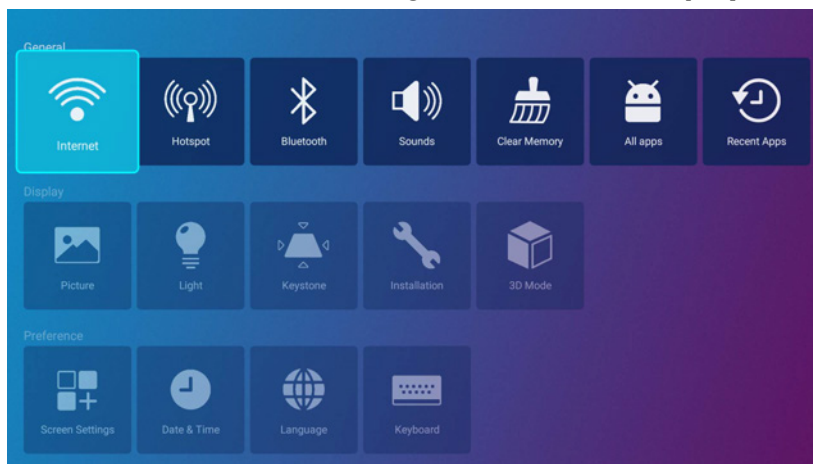 General
Internet
Hotspot
Bluetooth
Sounds
Clear Memory
All apps
Recent Apps
Display
Picture
Light
Keystone
Installation
3D Mode
Preference
Screen Settings
Date & Time
Language
Keyboard